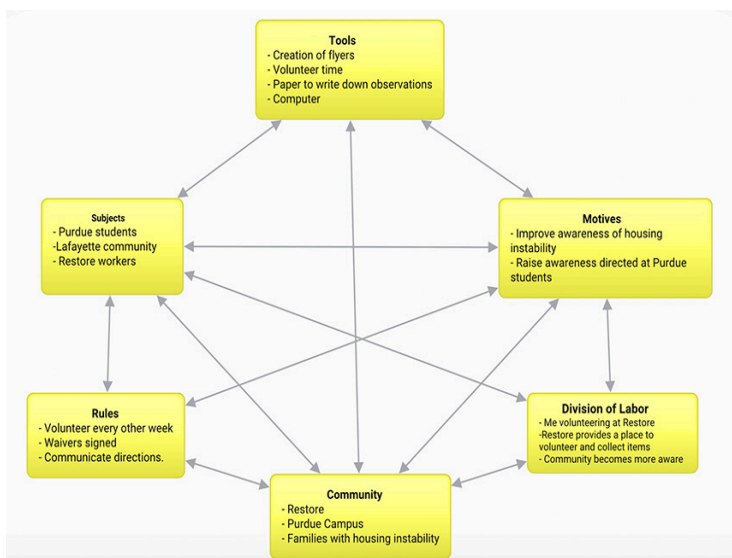 Tools
- Creation of flyers
- Volunteer time
- Paper to write down observations
- Computer
Subjects
- Purdue students
-Lafayette community
- Restore workers
Motives
- Improve awareness of housing
instability
- Raise awareness directed at Purdue
students
Rules
- Volunteer every other week
- Waivers signed
- Communicate directions.
Division of Labor
- Me volunteering at Restore
-Restore provides a place to
volunteer and collect items
- Community becomes more aware
Community
- Restore
- Purdue Campus
- Families with housing instability